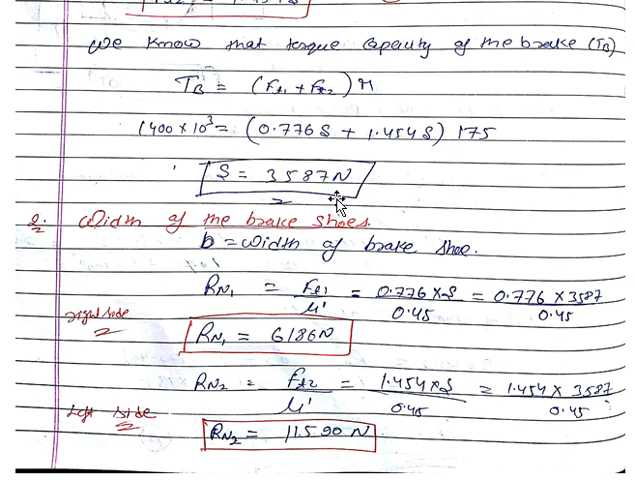 We know that torque capacity of the brake (TB)
TB = (Ft1 + Ft2) r
1400 × 10³ = (0.776 S + 1.454 S) 175
S = 3587 N
2. Width of the brake shoes.
b = width of brake shoe.
RN1 = Ft1/μ' = 0.776 × S/0.45 = 0.776 × 3587/0.45
right side
RN1 = 6186 N
RN2 = Ft2/μ' = 1.454 × S/0.45 = 1.454 × 3587/0.45
Left side
RN2 = 11590 N